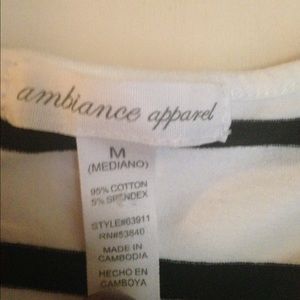 ambiance apparel
M
(MEDIANO)
95% COTTON
5% SPANDEX
STYLE#63911
RN#53840
MADE IN
CAMBODIA
HECHO EN
CAMBOYA